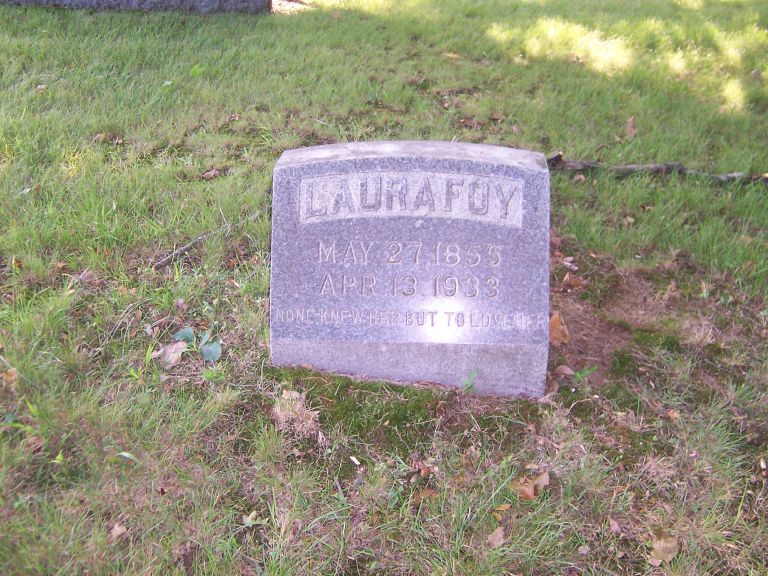 LAURA FOY
MAY 27, 1855
APR 13, 1933
NONE KNEW HER BUT TO LOVE HER